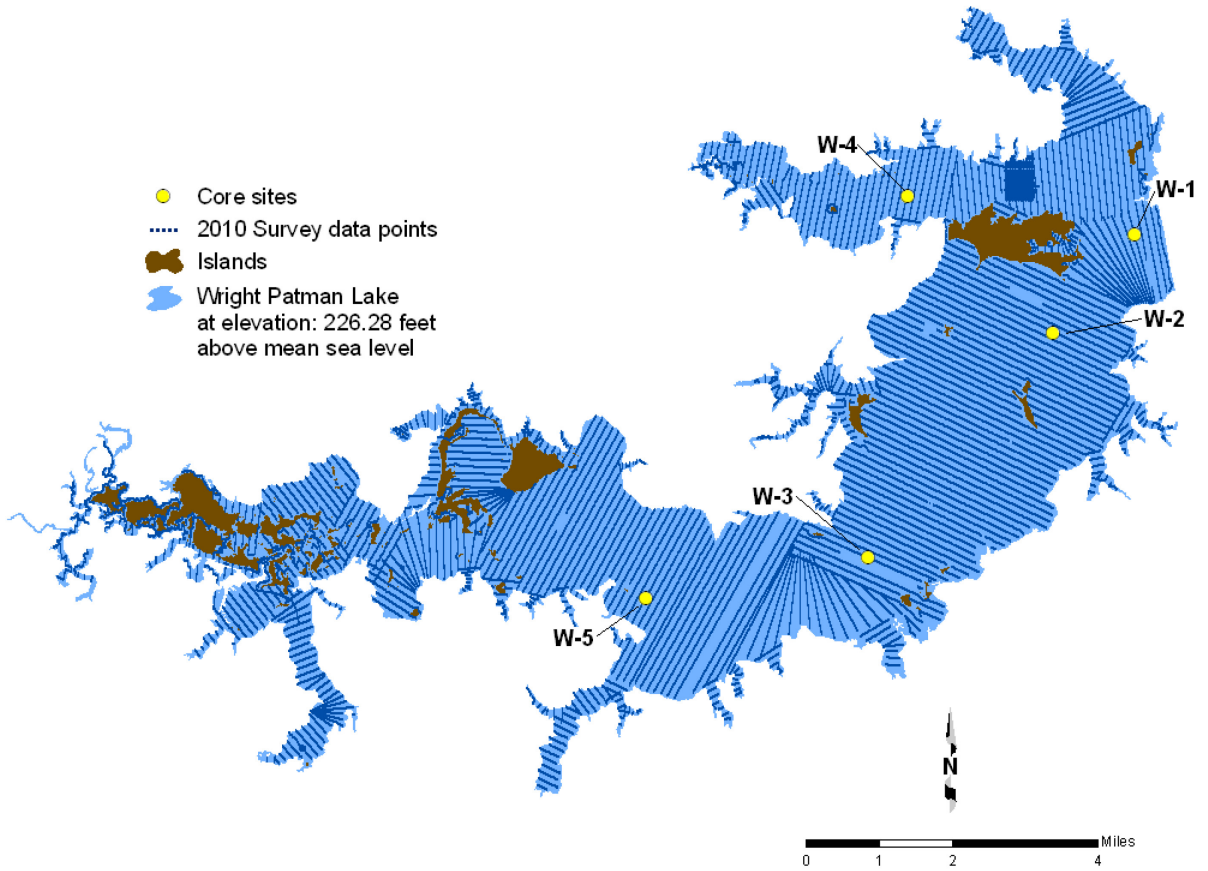 W-4
W-1
Core sites
2010 Survey data points
Islands
Wright Patman Lake
at elevation: 226.28 feet
above mean sea level
W-2
W-3
W-5
N
Miles
0 1 2 4